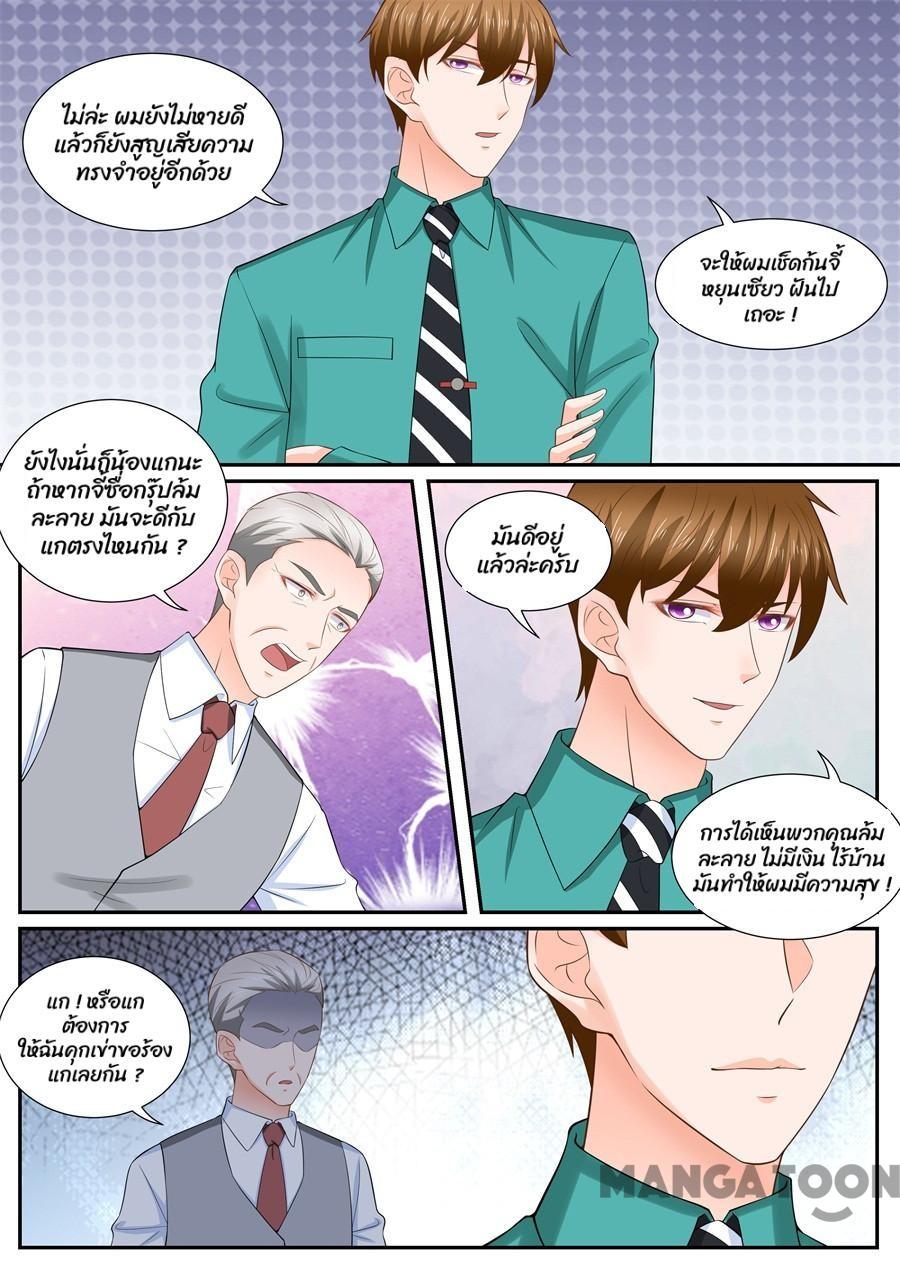 ไม่ล่ะ ผมยังไม่หายดี
แล้วก็ยังสูญเสียความ
ทรงจำอยู่อีกด้วย
จะให้ผมเช็ดก้นจี้
หยุนเซียว ฝันไป
เถอะ !
ยังไงนั่นก็น้องแกนะ
ถ้าหากจี้ซื่อกรุ๊ปล้ม
ละลาย มันจะดีกับ
แกตรงไหนกัน ?
มันดีอยู่
แล้วล่ะครับ
การได้เห็นพวกคุณล้ม
ละลาย ไม่มีเงิน ไร้บ้าน
มันทำให้ผมมีความสุข !
แก ! หรือแก
ต้องการ
ให้ฉันคุกเข่าขอร้อง
แกเลยกัน ?
MANGATOON